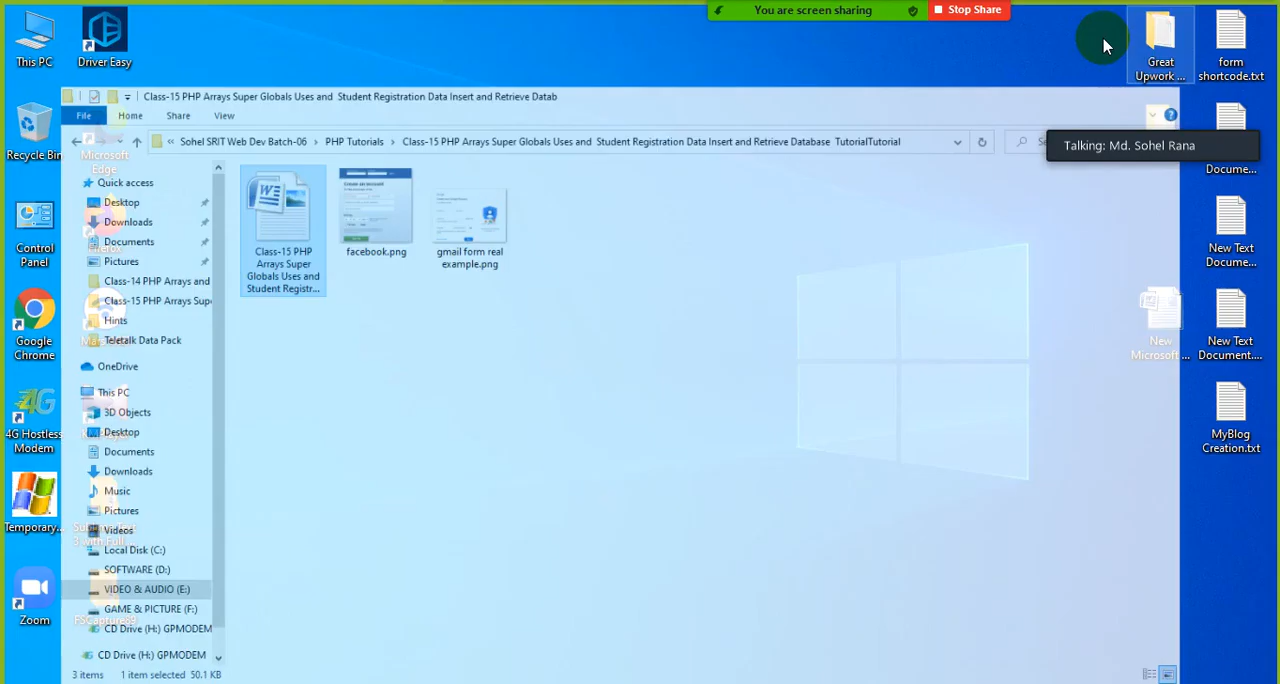 You are screen sharing
Stop Share
This PC
Driver Easy
Great
Upwork ...
form
shortcode.txt
Class-15 PHP Arrays Super Globals Uses and Student Registration Data Insert and Retrieve Datab
File
Home
Share
View
« Sohel SRIT Web Dev Batch-06 › PHP Tutorials › Class-15 PHP Arrays Super Globals Uses and Student Registration Data Insert and Retrieve Database TutorialTutorial
Talking: Md. Sohel Rana
Recycle Bin
Microsoft
Edge
Docume...
Quick access
Desktop
Downloads
Documents
Pictures
Class-14 PHP Arrays and
Class-15 PHP Arrays Supe
Hints
Teletalk Data Pack
OneDrive
This PC
3D Objects
Desktop
Documents
Downloads
Music
Pictures
Videos
Local Disk (C:)
SOFTWARE (D:)
VIDEO & AUDIO (E:)
GAME & PICTURE (F:)
CD Drive (H:) GPMODEM
CD Drive (H:) GPMODEM
Class-15 PHP
Arrays Super
Globals Uses and
Student Registr...
facebook.png
gmail form real
example.png
Control
Panel
New Text
Docume...
Google
Chrome
New
Microsoft ...
New Text
Document....
4G
4G Hostless
Modem
MyBlog
Creation.txt
Temporary...
Zoom
FSCapture89
3 items
1 item selected 50.1 KB